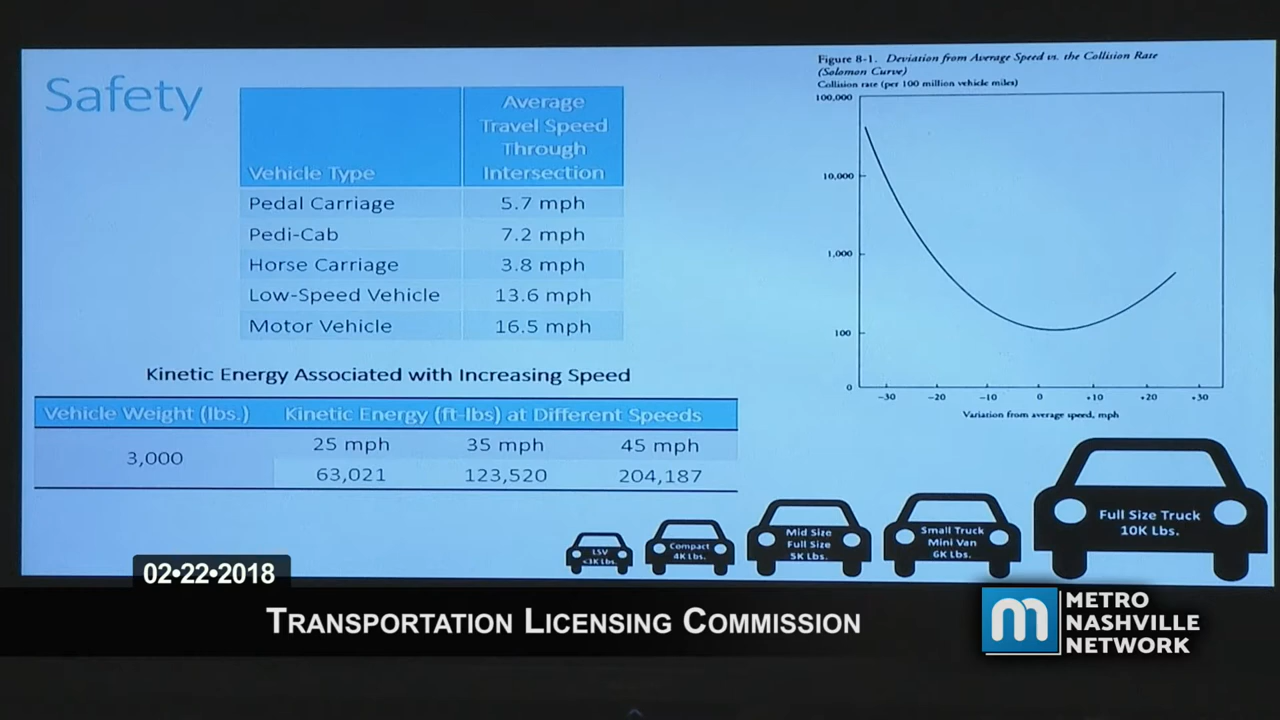 Safety
Vehicle Type
Average
Travel Speed
Through
Intersection
Pedal Carriage 5.7 mph
Pedi-Cab 7.2 mph
Horse Carriage 3.8 mph
Low-Speed Vehicle 13.6 mph
Motor Vehicle 16.5 mph
Kinetic Energy Associated with Increasing Speed
Vehicle Weight (lbs.) Kinetic Energy (ft-lbs) at Different Speeds
25 mph 35 mph 45 mph
3,000
63,021 123,520 204,187
Figure 8-1. Deviation from Average Speed vs. the Collision Rate
(Solomon Curve)
Collision rate (per 100 million vehicle miles)
100,000
10,000
1,000
100
0
-30 -20 -10 0 +10 +20 +30
Variation from average speed, mph
LSV
<3K Lbs.
Compact
4K Lbs.
Mid Size
Full Size
5K Lbs.
Small Truck
Mini Van
6K Lbs.
Full Size Truck
10K Lbs.
02•22•2018
TRANSPORTATION LICENSING COMMISSION
m
METRO
NASHVILLE
NETWORK